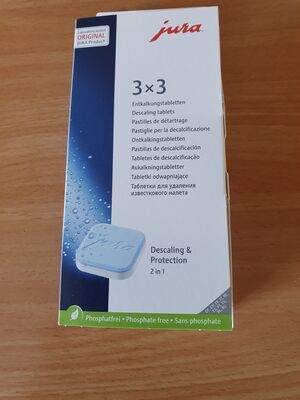 ORIGINAL
JURA Product
jura
3×3
Entkalkungstabletten
Descaling tablets
Pastilles de détartrage
Pastiglie per la decalcificazione
Ontkalkingstabletten
Pastillas de descalcificación
Tabletes de descalcificação
Avkalkningstabletter
Tabletki odwapniające
Таблетки для удаления
известкового налета
jura
Descaling &
Protection
2 in 1
Phosphatfrei • Phosphate free • Sans phosphate